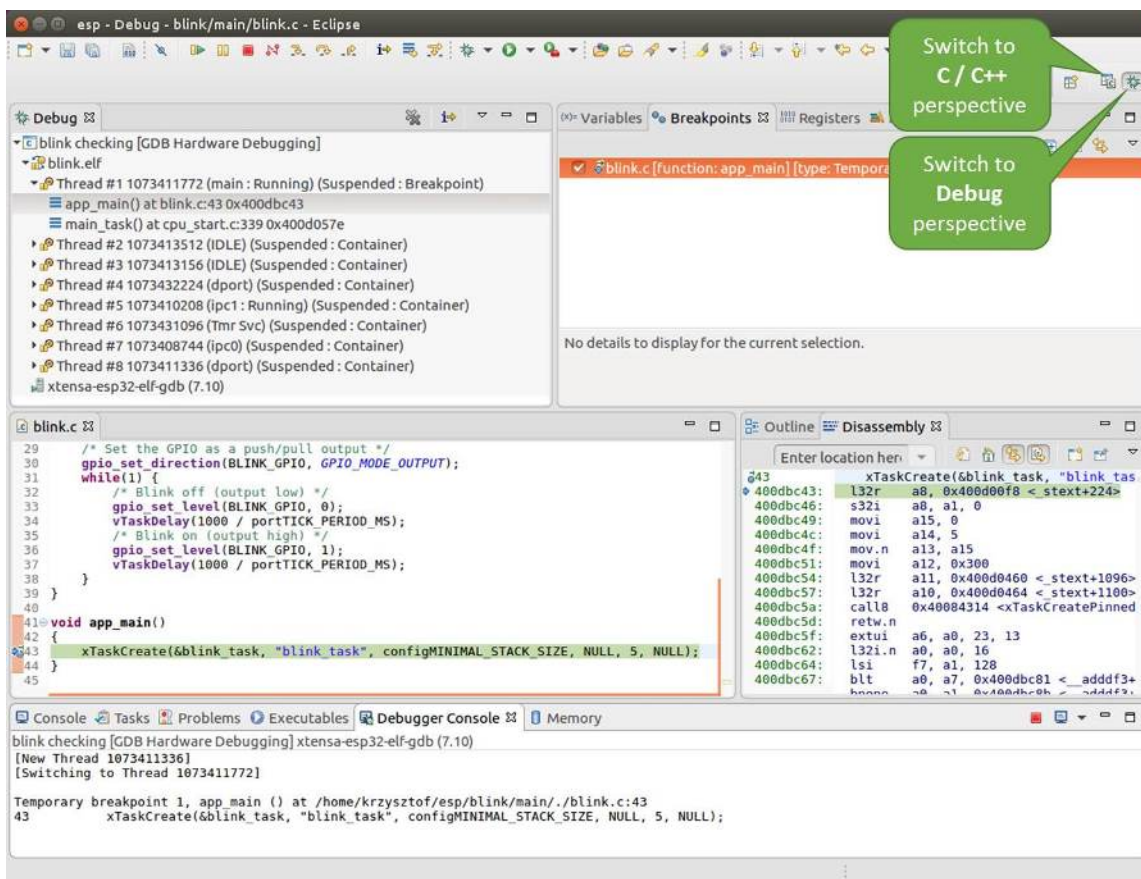 esp - Debug - blink/main/blink.c - Eclipse
Switch to
C / C++
perspective
Switch to
Debug
perspective
Debug
blink checking [GDB Hardware Debugging]
blink.elf
Thread #1 1073411772 (main : Running) (Suspended : Breakpoint)
app_main() at blink.c:43 0x400dbc43
main_task() at cpu_start.c:339 0x400d057e
Thread #2 1073413512 (IDLE) (Suspended : Container)
Thread #3 1073413156 (IDLE) (Suspended : Container)
Thread #4 1073432224 (dport) (Suspended : Container)
Thread #5 1073410208 (ipc1 : Running) (Suspended : Container)
Thread #6 1073431096 (Tmr Svc) (Suspended : Container)
Thread #7 1073408744 (ipc0) (Suspended : Container)
Thread #8 1073411336 (dport) (Suspended : Container)
xtensa-esp32-elf-gdb (7.10)
(x)= Variables Breakpoints Registers
blink.c [function: app_main] [type: Tempora
No details to display for the current selection.
blink.c
29 /* Set the GPIO as a push/pull output */
30 gpio_set_direction(BLINK_GPIO, GPIO_MODE_OUTPUT);
31 while(1) {
32 /* Blink off (output low) */
33 gpio_set_level(BLINK_GPIO, 0);
34 vTaskDelay(1000 / portTICK_PERIOD_MS);
35 /* Blink on (output high) */
36 gpio_set_level(BLINK_GPIO, 1);
37 vTaskDelay(1000 / portTICK_PERIOD_MS);
38 }
39 }
40
41 void app_main()
42 {
43 xTaskCreate(&blink_task, "blink_task", configMINIMAL_STACK_SIZE, NULL, 5, NULL);
44 }
45
Outline Disassembly
Enter location her
43 xTaskCreate(&blink_task, "blink_tas
400dbc43: l32r a8, 0x400d00f8 <_stext+224>
400dbc46: s32i a8, a1, 0
400dbc49: movi a15, 0
400dbc4c: movi a14, 5
400dbc4f: mov.n a13, a15
400dbc51: movi a12, 0x300
400dbc54: l32r a11, 0x400d0460 <_stext+1096>
400dbc57: l32r a10, 0x400d0464 <_stext+1100>
400dbc5a: call8 0x40084314 <xTaskCreatePinned
400dbc5d: retw.n
400dbc5f: extui a6, a0, 23, 13
400dbc62: l32i.n a0, a0, 16
400dbc64: lsi f7, a1, 128
400dbc67: blt a0, a7, 0x400dbc81 <__adddf3+
Console Tasks Problems Executables Debugger Console Memory
blink checking [GDB Hardware Debugging] xtensa-esp32-elf-gdb (7.10)
[New Thread 1073411336]
[Switching to Thread 1073411772]
Temporary breakpoint 1, app_main () at /home/krzysztof/esp/blink/main/./blink.c:43
43 xTaskCreate(&blink_task, "blink_task", configMINIMAL_STACK_SIZE, NULL, 5, NULL);